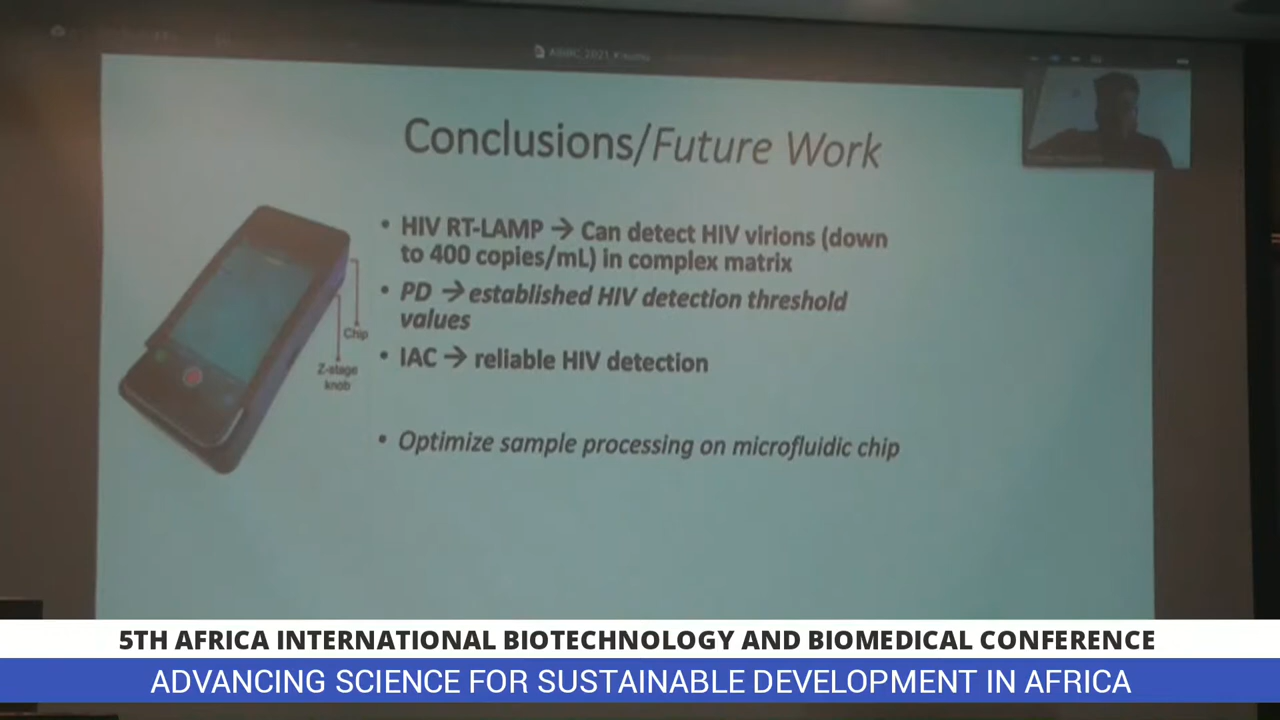 Conclusions/Future Work
• HIV RT-LAMP → Can detect HIV virions (down
to 400 copies/mL) in complex matrix
• PD → established HIV detection threshold
values
• IAC → reliable HIV detection
Chip
Z-stage
knob
• Optimize sample processing on microfluidic chip
5TH AFRICA INTERNATIONAL BIOTECHNOLOGY AND BIOMEDICAL CONFERENCE
ADVANCING SCIENCE FOR SUSTAINABLE DEVELOPMENT IN AFRICA